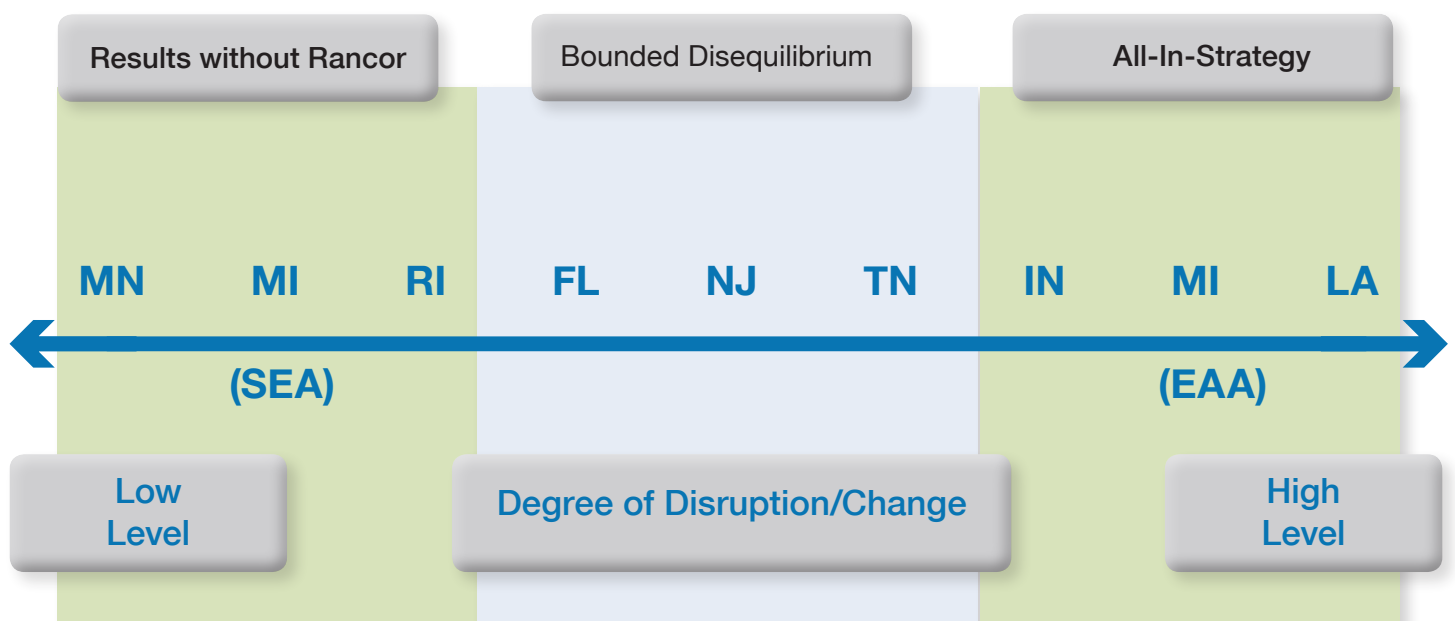 Results without Rancor
Bounded Disequilibrium
All-In-Strategy
MN MI RI FL NJ TN IN MI LA
(SEA) (EAA)
Low
Level
Degree of Disruption/Change
High
Level